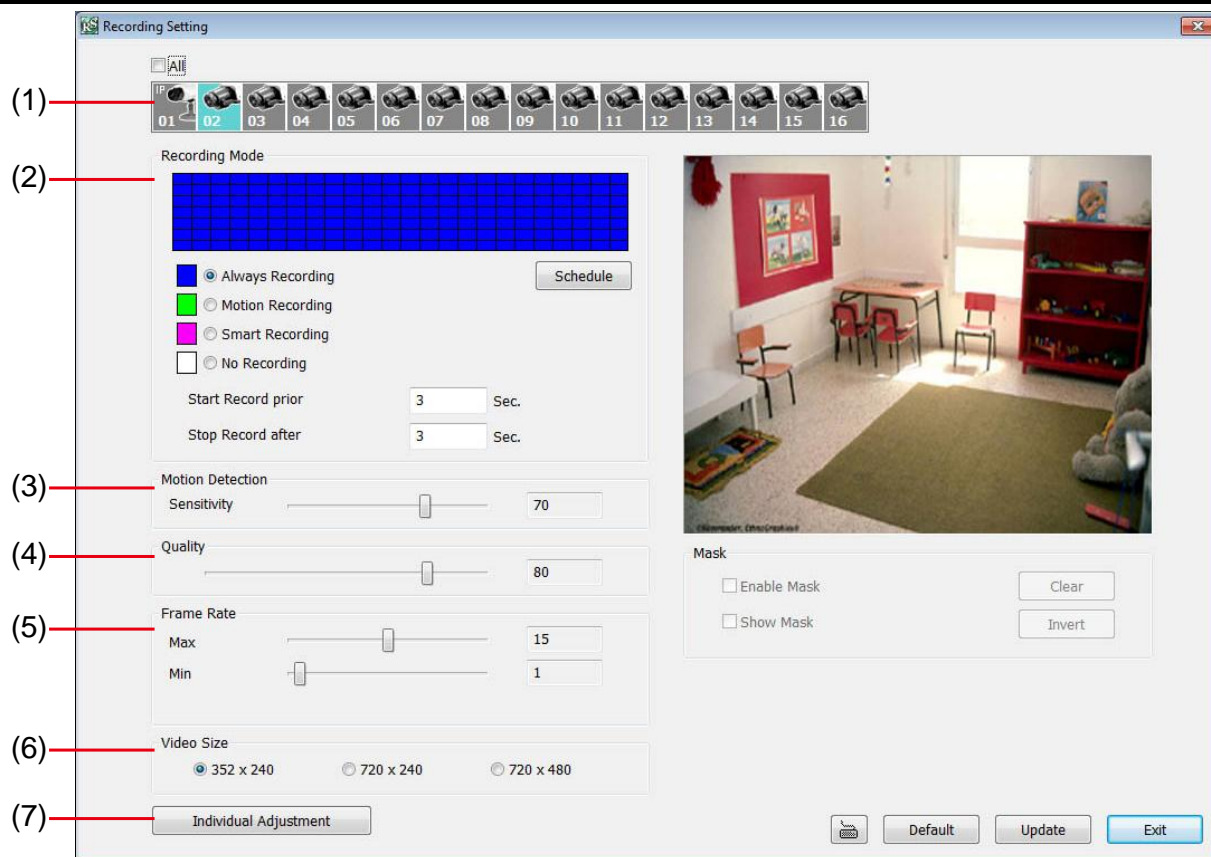 Recording Setting
All
(1)
IP
01 02 03 04 05 06 07 08 09 10 11 12 13 14 15 16
(2)
Recording Mode
Always Recording
Schedule
Motion Recording
Smart Recording
No Recording
Start Record prior 3 Sec.
Stop Record after 3 Sec.
(3)
Motion Detection
Sensitivity 70
(4)
Quality
80
(5)
Frame Rate
Max 15
Min 1
(6)
Video Size
352 x 240 720 x 240 720 x 480
(7)
Individual Adjustment
Mask
Enable Mask Clear
Show Mask Invert
Default Update Exit